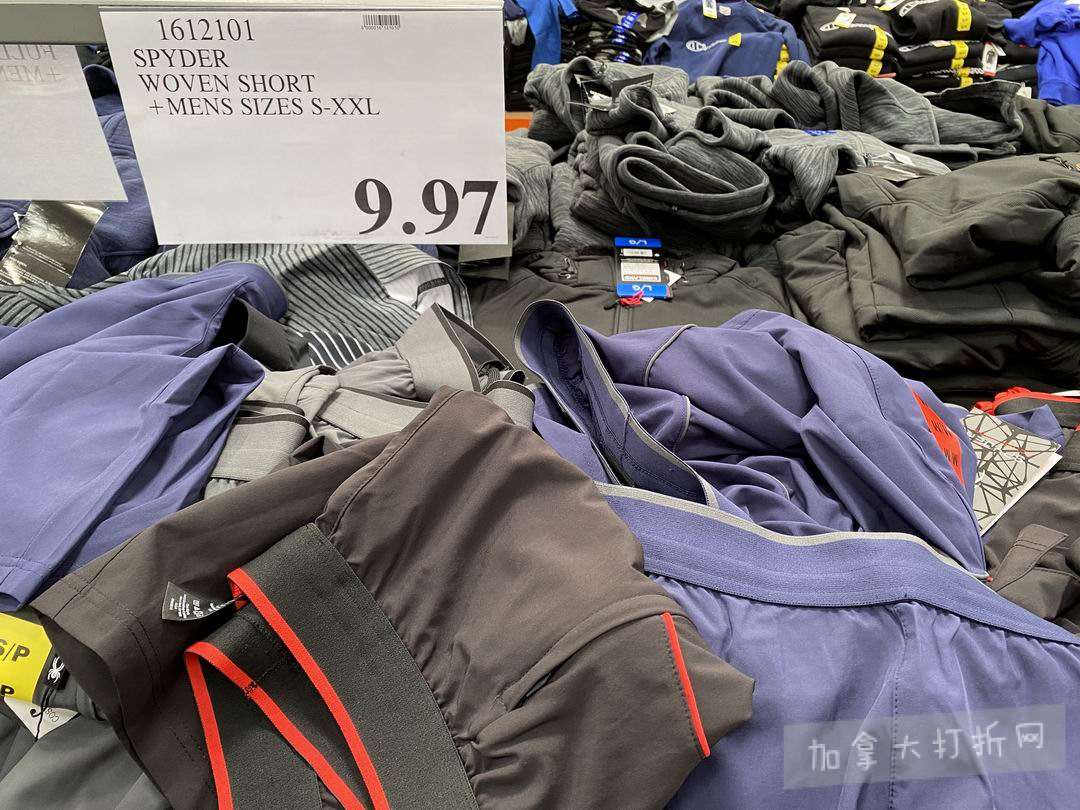 1612101
SPYDER
WOVEN SHORT
+MENS SIZES S-XXL
9.97
L/G
L/G
S/P
P
加拿大打折网